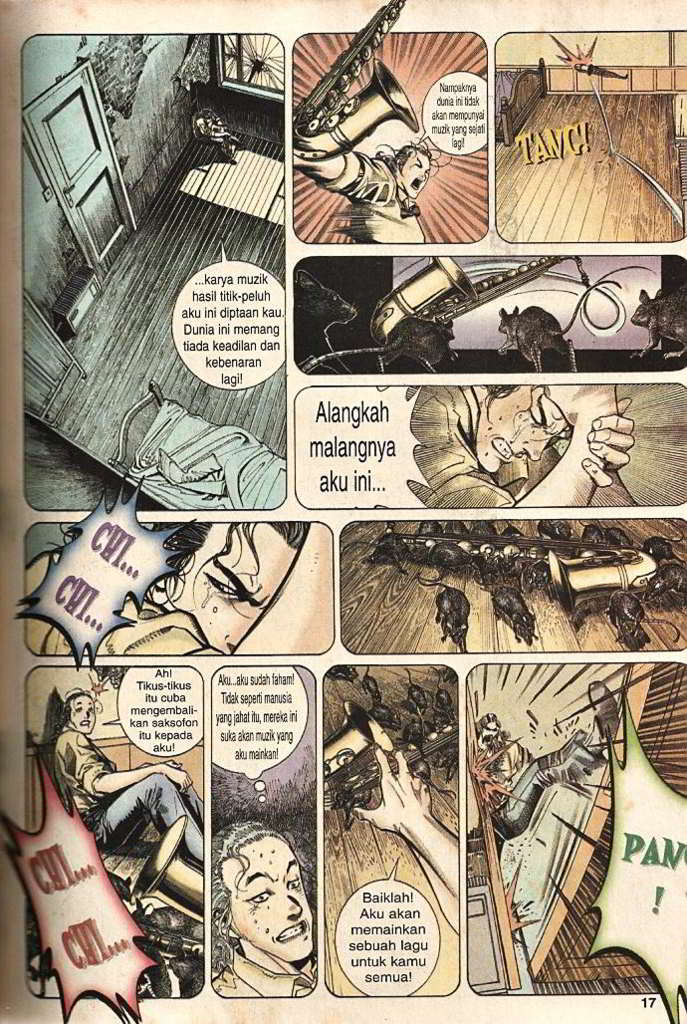 ...karya muzik
hasil titik-peluh
aku ini diptaan kau.
Dunia ini memang
tiada keadilan dan
kebenaran
lagi!
Nampaknya
dunia ini tidak
akan mempunyai
muzik yang sejati
lagi!
TANG!
Alangkah
malangnya
aku ini...
CHI...
CHI...
Ah!
Tikus-tikus
itu cuba
mengembali-
kan saksofon
itu kepada
aku!
CHI...
CHI...
Aku...aku sudah faham!
Tidak seperti manusia
yang jahat itu, mereka ini
suka akan muzik yang
aku mainkan!
Baiklah!
Aku akan
memainkan
sebuah lagu
untuk kamu
semua!
PANG
!
17